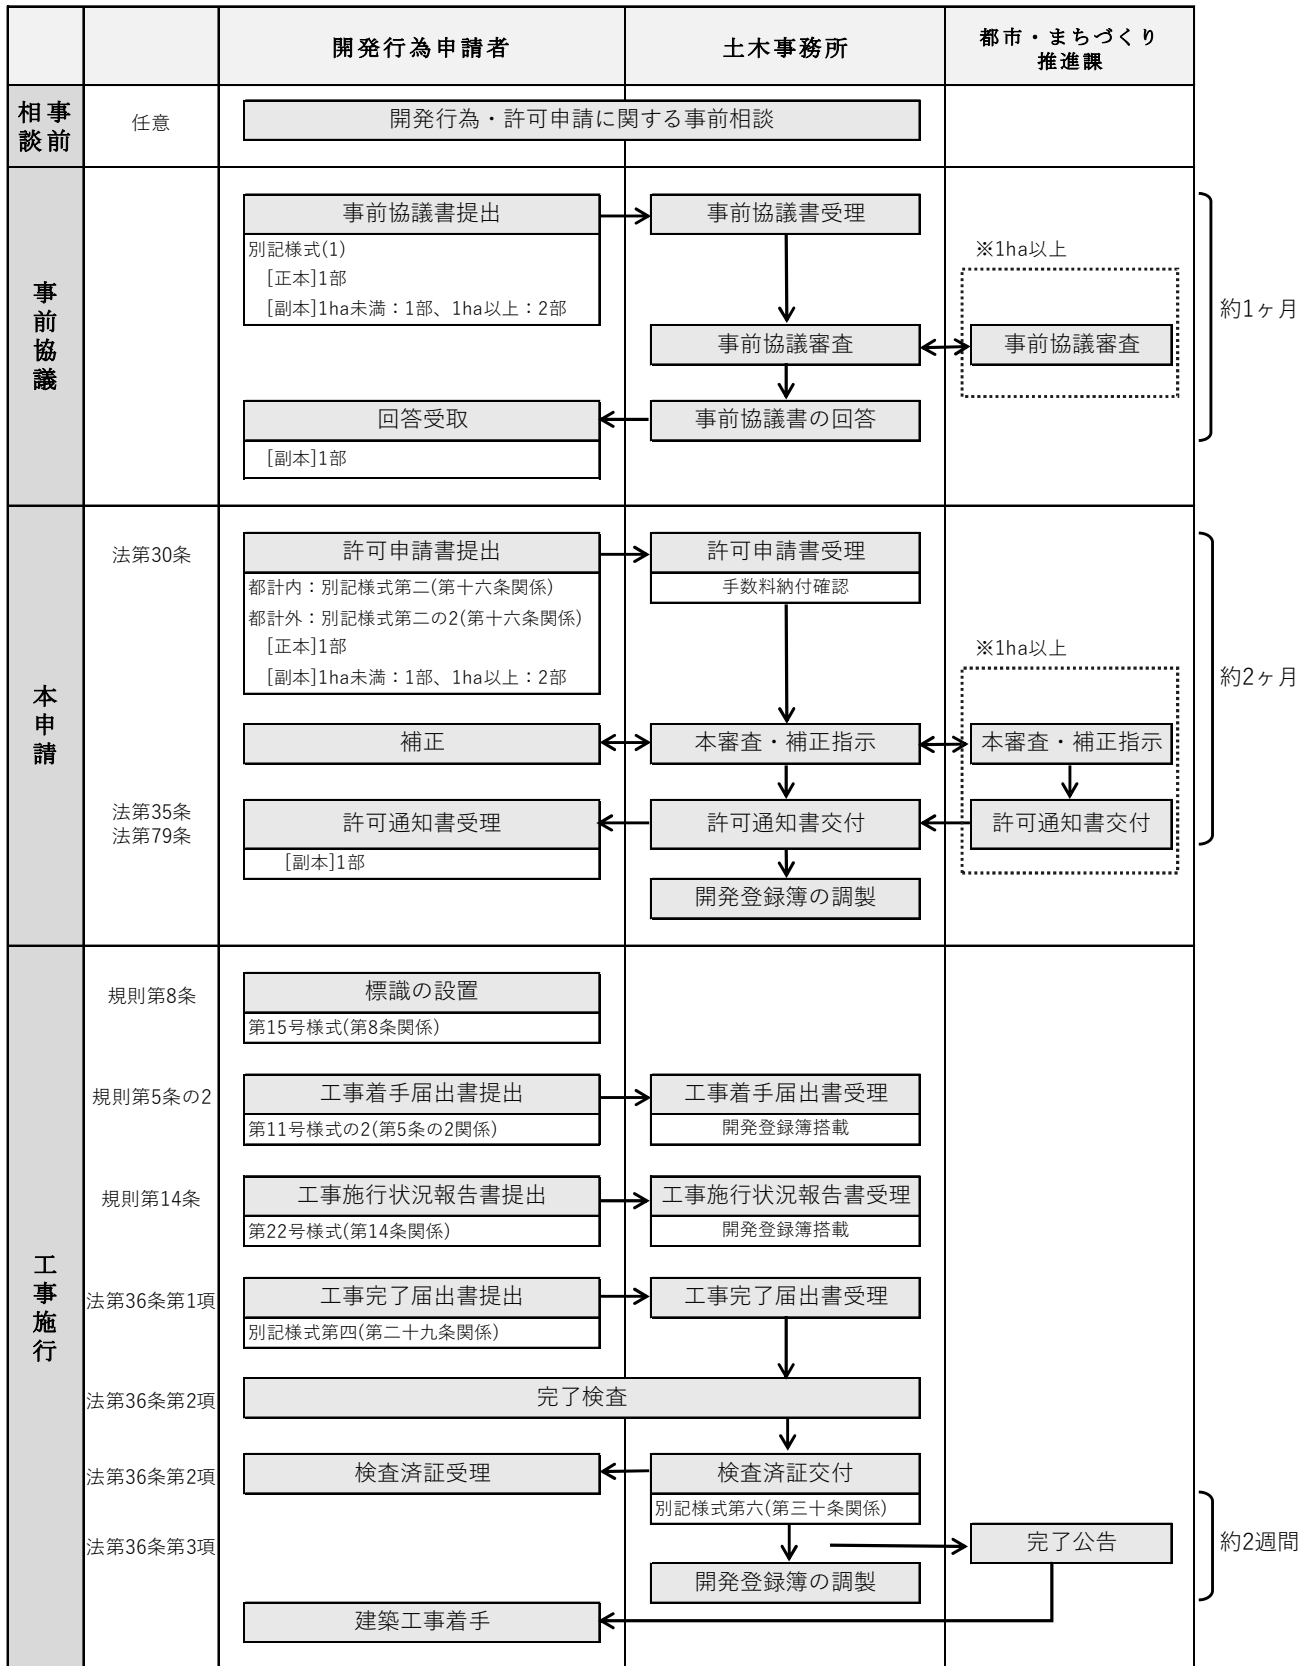 開発行為申請者
土木事務所
都市・まちづくり
推進課
事前
相談
任意
開発行為・許可申請に関する事前相談
事前協議
事前協議書提出
事前協議書受理
別記様式(1)
[正本]1部
[副本]1ha未満：1部、1ha以上：2部
※1ha以上
約1ヶ月
事前協議審査
事前協議審査
回答受取
事前協議書の回答
[副本]1部
本申請
法第30条
許可申請書提出
許可申請書受理
都計内：別記様式第二(第十六条関係)
手数料納付確認
都計外：別記様式第二の2(第十六条関係)
[正本]1部
[副本]1ha未満：1部、1ha以上：2部
※1ha以上
約2ヶ月
補正
本審査・補正指示
本審査・補正指示
法第35条
法第79条
許可通知書受理
許可通知書交付
許可通知書交付
[副本]1部
開発登録簿の調製
工事施行
規則第8条
標識の設置
第15号様式(第8条関係)
規則第5条の2
工事着手届出書提出
工事着手届出書受理
第11号様式の2(第5条の2関係)
開発登録簿搭載
規則第14条
工事施行状況報告書提出
工事施行状況報告書受理
第22号様式(第14条関係)
開発登録簿搭載
法第36条第1項
工事完了届出書提出
工事完了届出書受理
別記様式第四(第二十九条関係)
法第36条第2項
完了検査
法第36条第2項
検査済証受理
検査済証交付
別記様式第六(第三十条関係)
法第36条第3項
完了公告
約2週間
開発登録簿の調製
建築工事着手